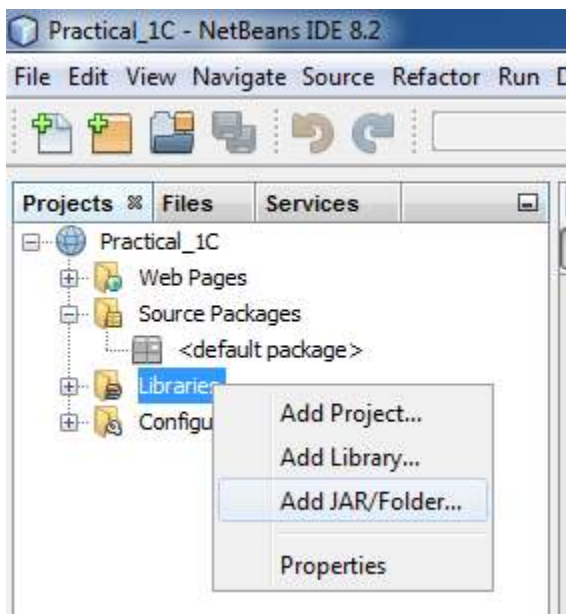 Practical_1C - NetBeans IDE 8.2
File Edit View Navigate Source Refactor Run
Projects Files Services
Practical_1C
Web Pages
Source Packages
<default package>
Libraries
Configu
Add Project...
Add Library...
Add JAR/Folder...
Properties